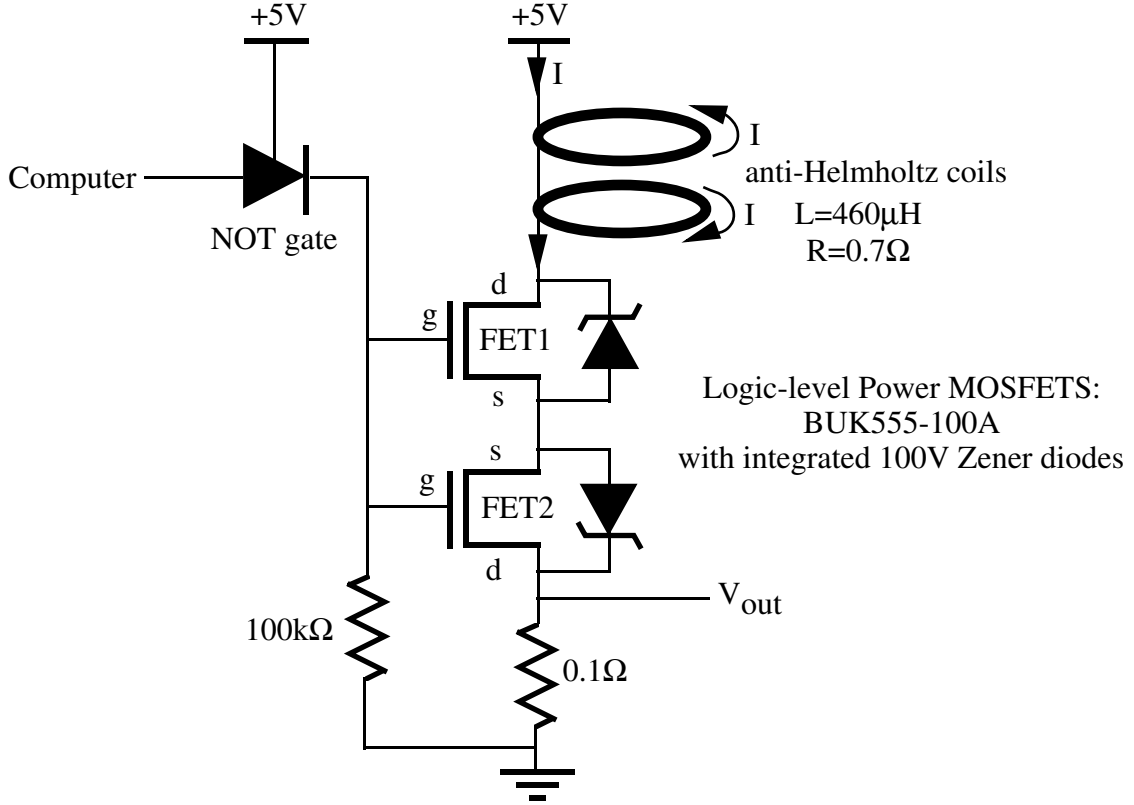 +5V
+5V
I
I
Computer
anti-Helmholtz coils
I
L=460μH
NOT gate
R=0.7Ω
d
g
FET1
s
Logic-level Power MOSFETS:
BUK555-100A
with integrated 100V Zener diodes
s
g
FET2
d
Vout
100kΩ
0.1Ω